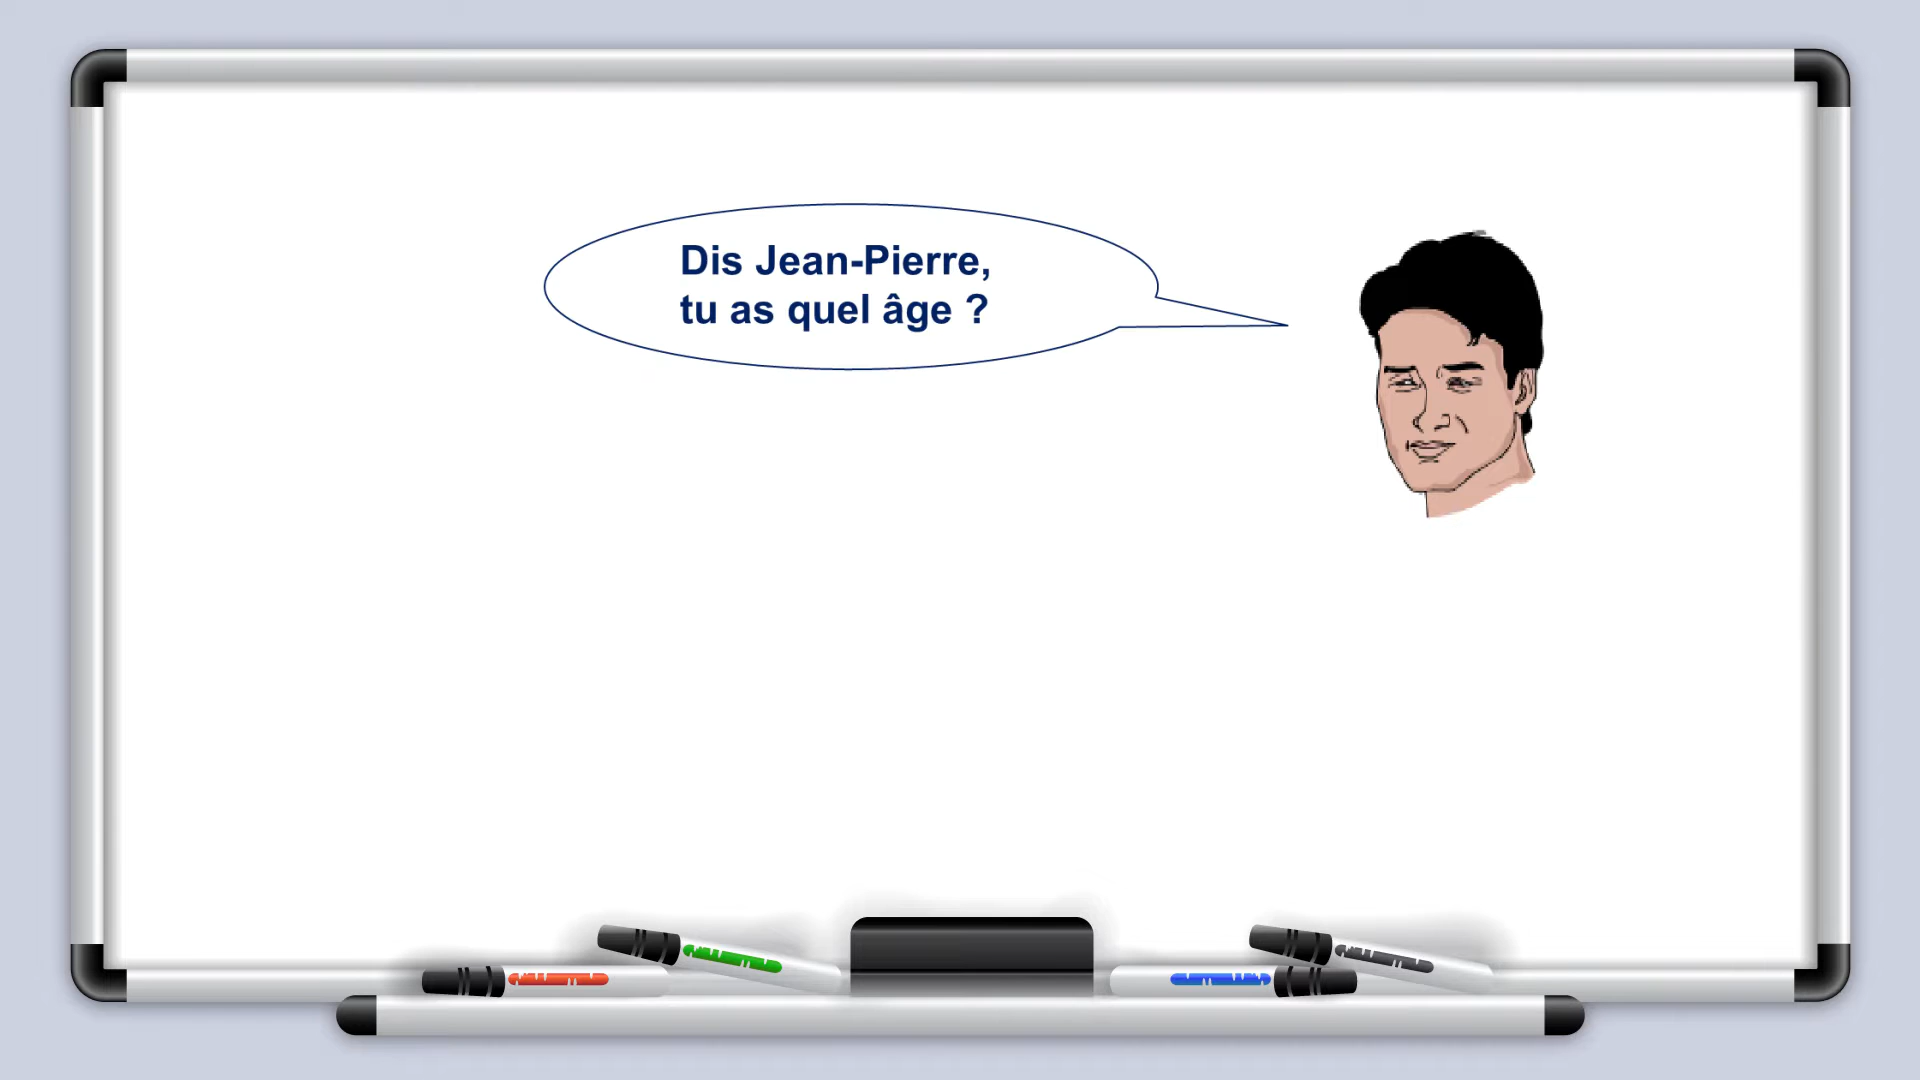 Dis Jean-Pierre,
tu as quel âge ?